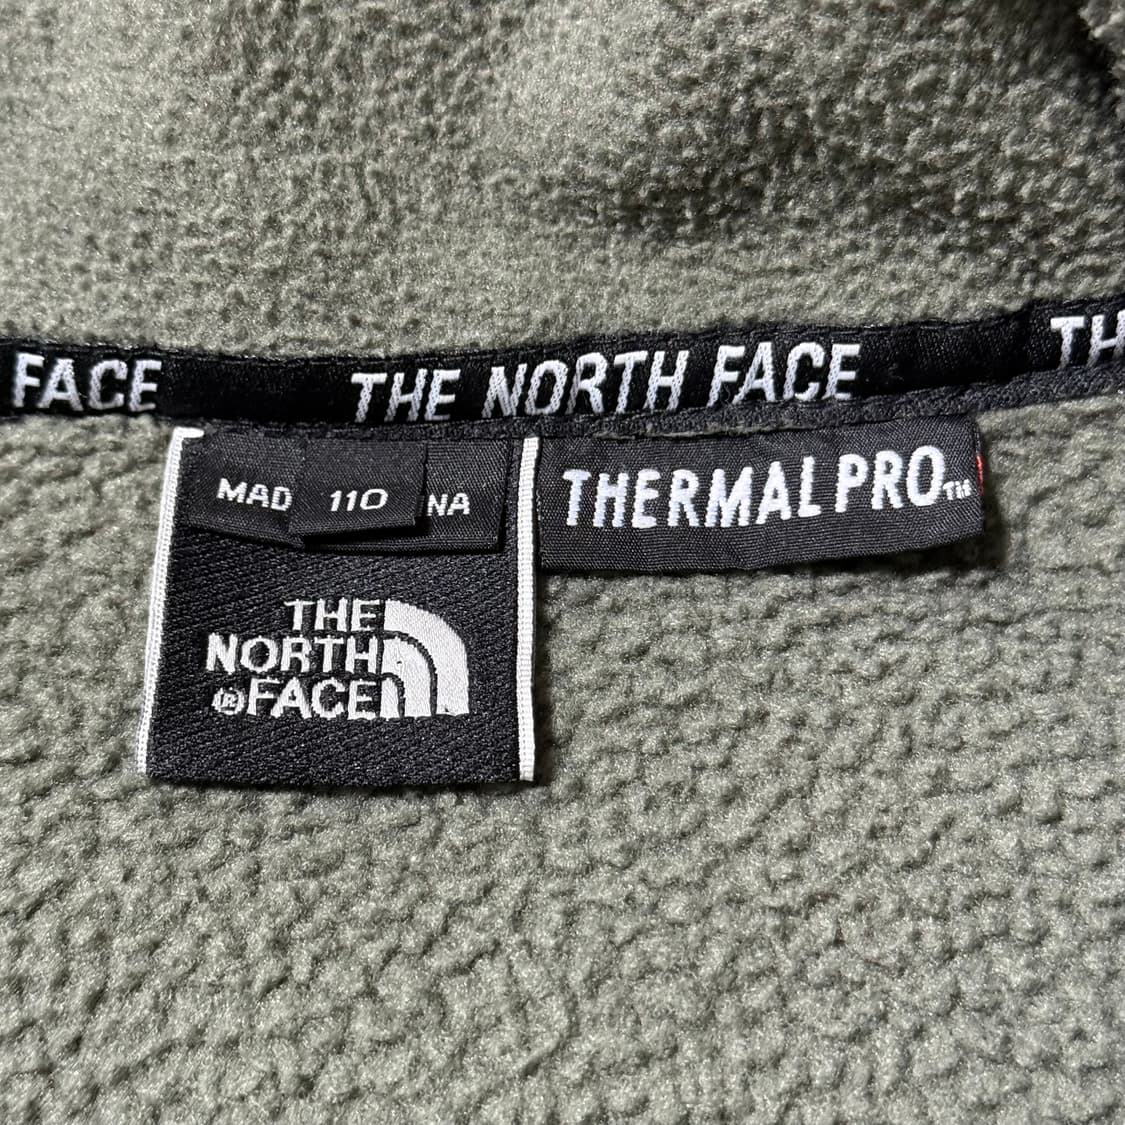 FACE THE NORTH FACE TH
MAD 110 NA
THERMAL PRO™
THE
NORTH
®FACE